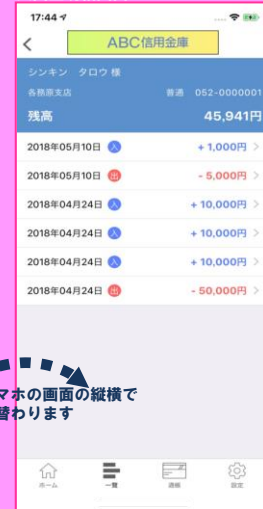 17:44
ABC信用金庫
シンキン タロウ 様
各務原支店 普通 052-0000001
残高 45,941円
2018年05月10日 入 + 1,000円
2018年05月10日 出 - 5,000円
2018年04月24日 入 + 10,000円
2018年04月24日 入 + 10,000円
2018年04月24日 入 + 10,000円
2018年04月24日 出 - 50,000円
マホの画面の縦横で
替わります
ホーム 一覧 通帳 設定